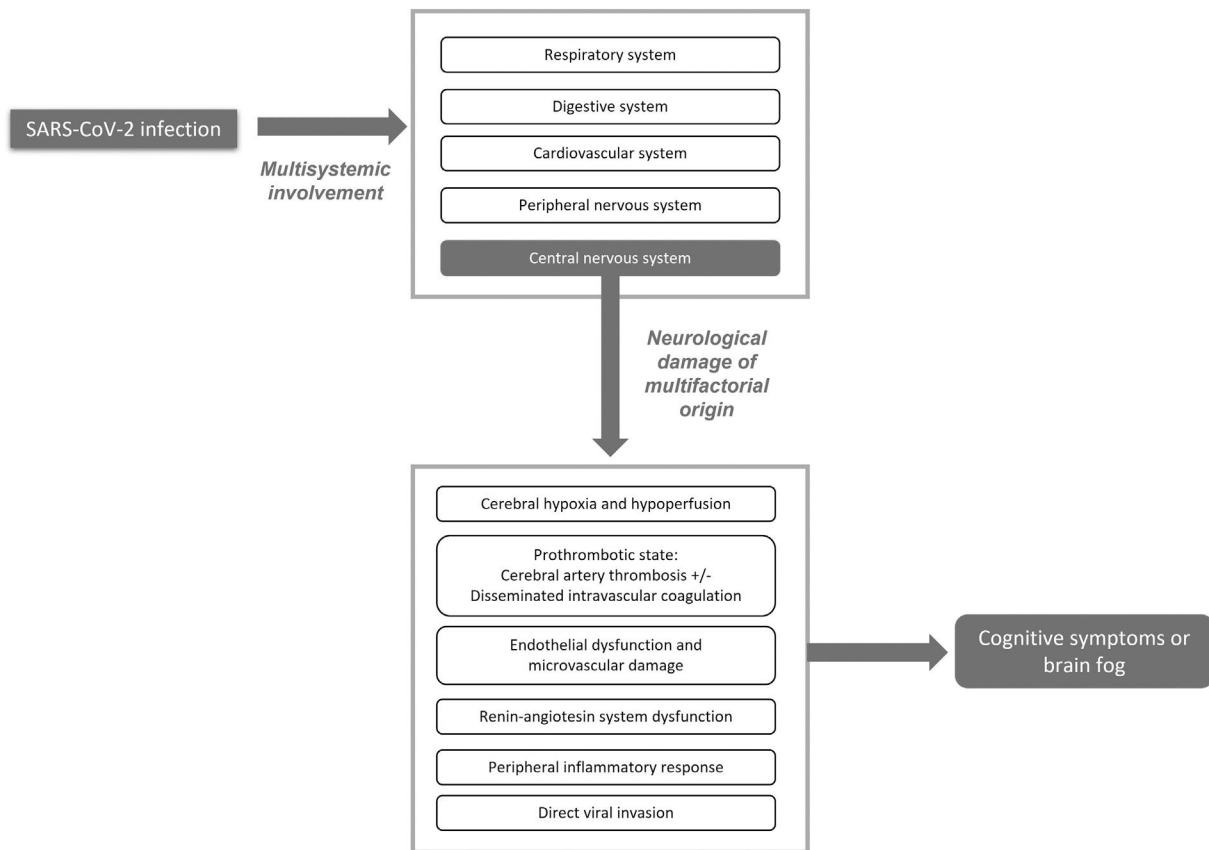 SARS-CoV-2 infection
Multisystemic
involvement
Respiratory system
Digestive system
Cardiovascular system
Peripheral nervous system
Central nervous system
Neurological
damage of
multifactorial
origin
Cerebral hypoxia and hypoperfusion
Prothrombotic state:
Cerebral artery thrombosis +/-
Disseminated intravascular coagulation
Endothelial dysfunction and
microvascular damage
Renin-angiotesin system dysfunction
Peripheral inflammatory response
Direct viral invasion
Cognitive symptoms or
brain fog